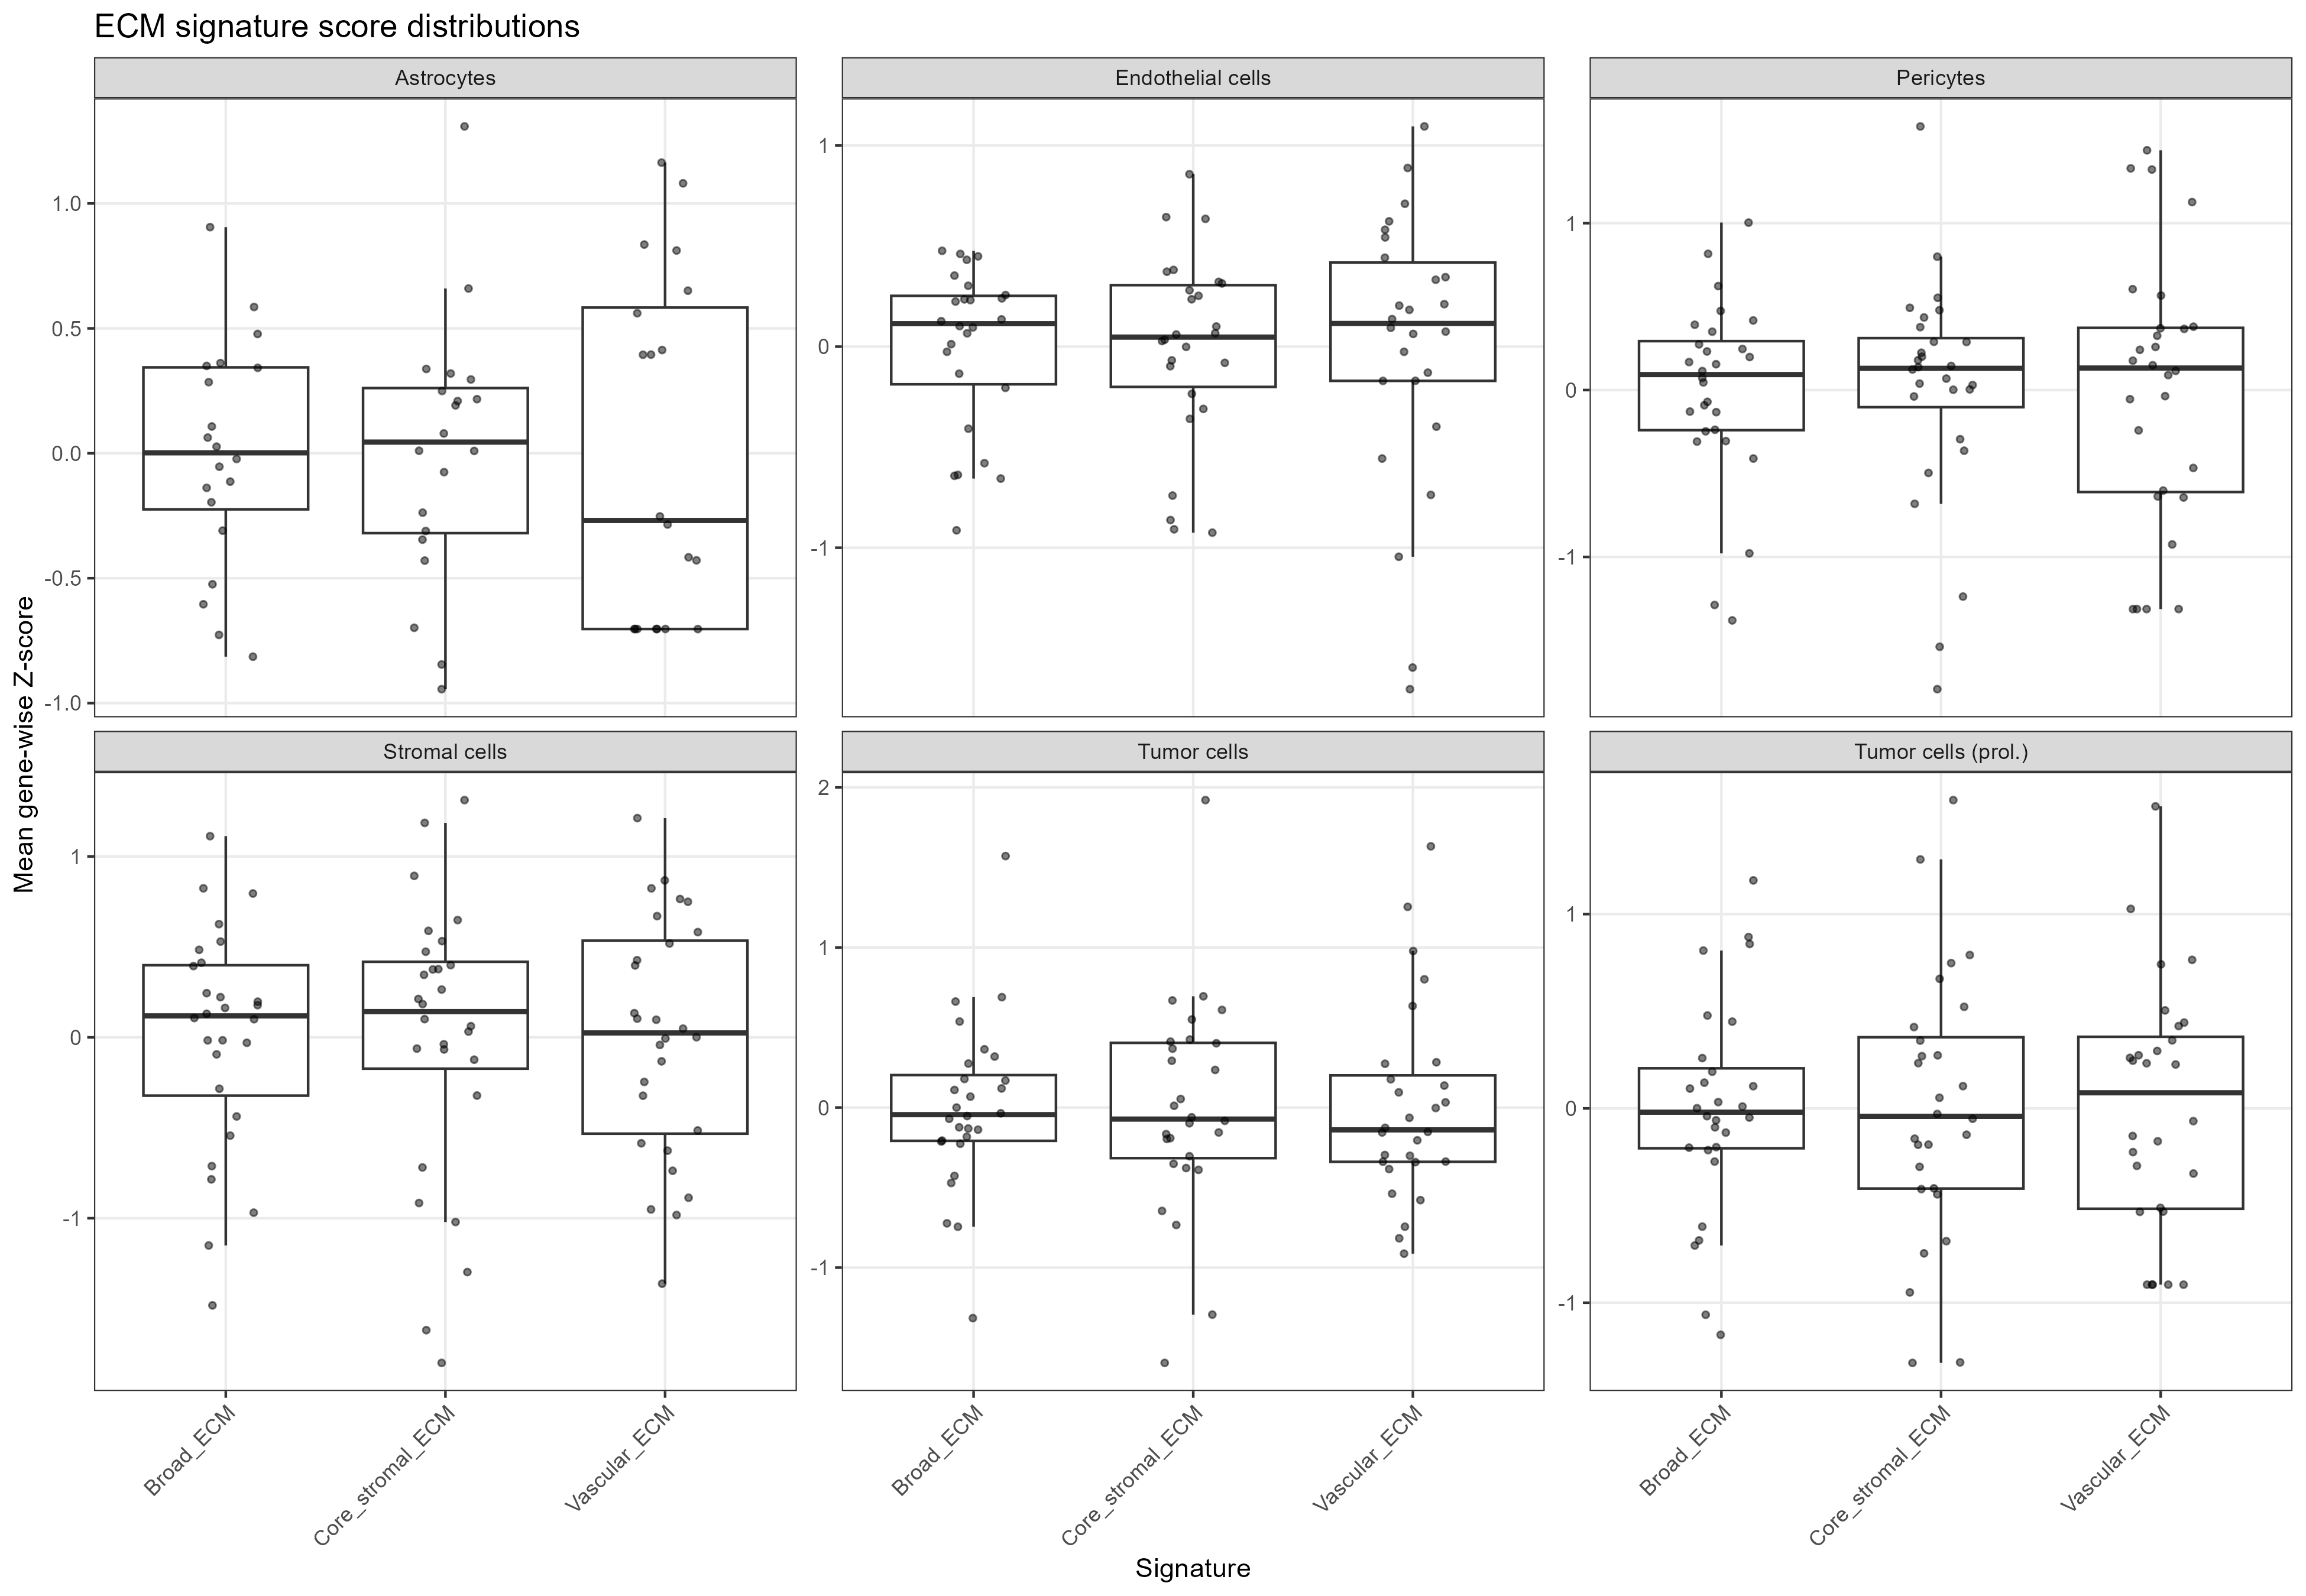 ECM signature score distributions
Astrocytes
Endothelial cells
Pericytes
1.0
0.5
0.0
-0.5
-1.0
1
0
-1
1
0
-1
Mean gene-wise Z-score
Stromal cells
Tumor cells
Tumor cells (prol.)
1
0
-1
2
1
0
-1
1
0
-1
Broad_ECM
Core_stromal_ECM
Vascular_ECM
Broad_ECM
Core_stromal_ECM
Vascular_ECM
Broad_ECM
Core_stromal_ECM
Vascular_ECM
Signature